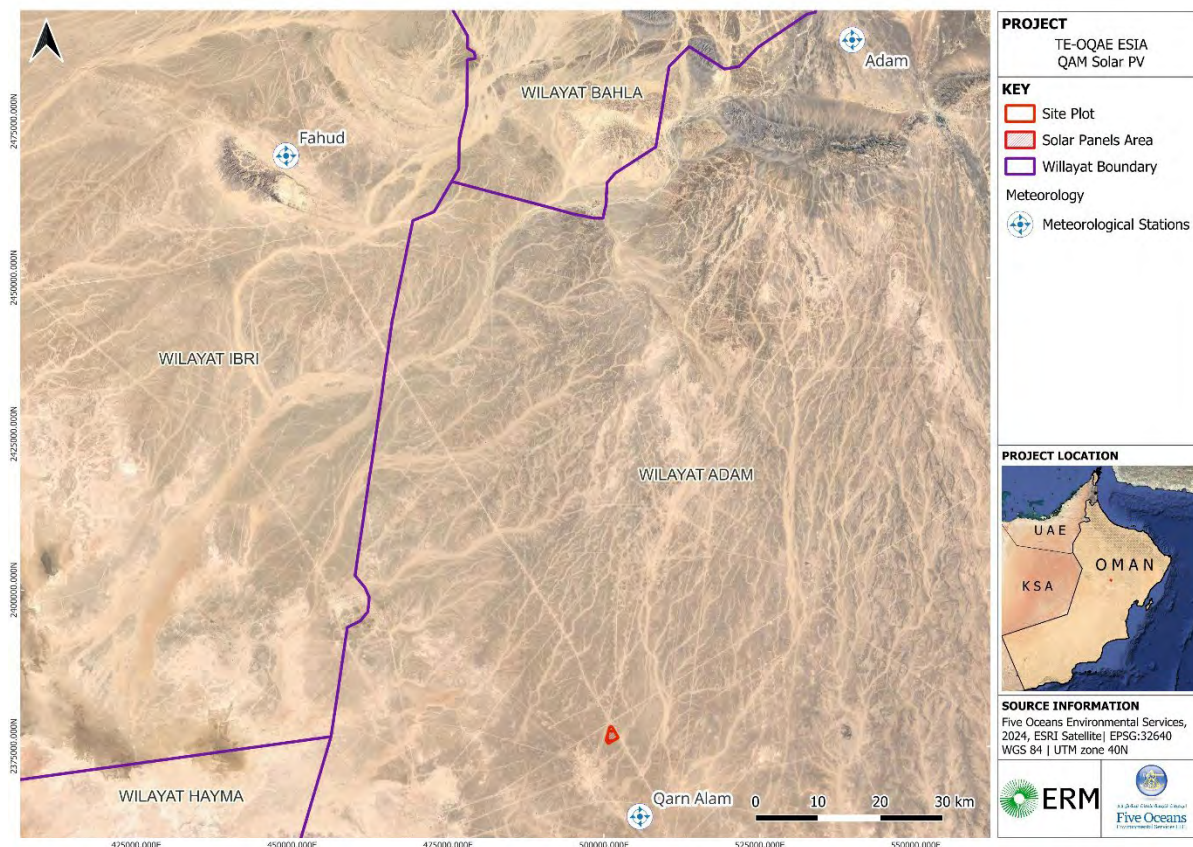 WILAYAT BAHLA
Adam
Fahud
WILAYAT IBRI
WILAYAT ADAM
WILAYAT HAYMA
Qarn Alam
0 10 20 30 km
2475000.000N
2450000.000N
2425000.000N
2400000.000N
2375000.000N
425000.000E
450000.000E
475000.000E
500000.000E
525000.000E
550000.000E
PROJECT
TE-OQAE ESIA
QAM Solar PV
KEY
Site Plot
Solar Panels Area
Willayat Boundary
Meteorology
Meteorological Stations
PROJECT LOCATION
UAE
OMAN
KSA
SOURCE INFORMATION
Five Oceans Environmental Services,
2024, ESRI Satellite| EPSG:32640
WGS 84 | UTM zone 40N
ERM
Five Oceans
Environmental Services LLC